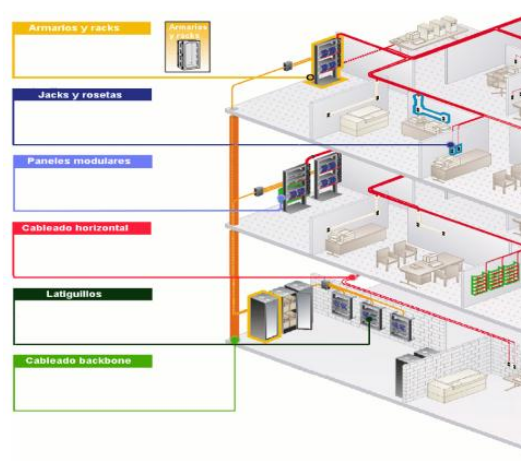 Armarios y racks
Armarios
y racks
Jacks y rosetas
Paneles modulares
Cableado horizontal
Latiguillos
Cableado backbone